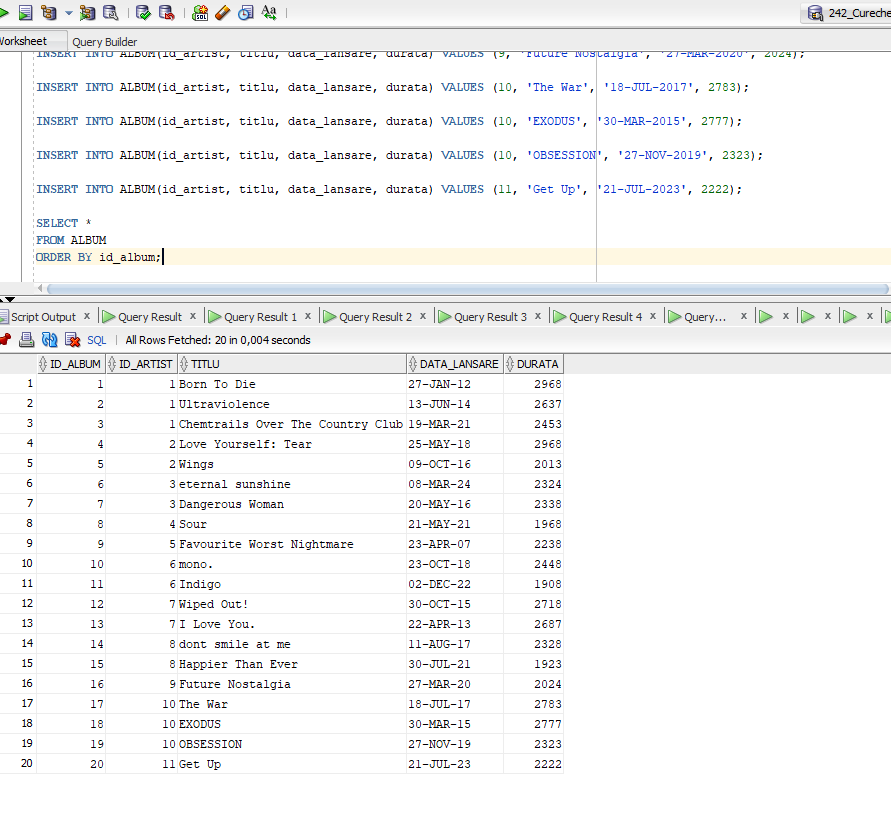 242_Cureche
Worksheet Query Builder
INSERT INTO ALBUM(id_artist, titlu, data_lansare, durata) VALUES (9, 'Future Nostalgia', '27-MAR-2020', 2024);
INSERT INTO ALBUM(id_artist, titlu, data_lansare, durata) VALUES (10, 'The War', '18-JUL-2017', 2783);
INSERT INTO ALBUM(id_artist, titlu, data_lansare, durata) VALUES (10, 'EXODUS', '30-MAR-2015', 2777);
INSERT INTO ALBUM(id_artist, titlu, data_lansare, durata) VALUES (10, 'OBSESSION', '27-NOV-2019', 2323);
INSERT INTO ALBUM(id_artist, titlu, data_lansare, durata) VALUES (11, 'Get Up', '21-JUL-2023', 2222);
SELECT *
FROM ALBUM
ORDER BY id_album;
Script Output x Query Result x Query Result 1 x Query Result 2 x Query Result 3 x Query Result 4 x Query... x x x x
SQL | All Rows Fetched: 20 in 0,004 seconds
ID_ALBUM ID_ARTIST TITLU DATA_LANSARE DURATA
1 1 1 Born To Die 27-JAN-12 2968
2 2 1 Ultraviolence 13-JUN-14 2637
3 3 1 Chemtrails Over The Country Club 19-MAR-21 2453
4 4 2 Love Yourself: Tear 25-MAY-18 2968
5 5 2 Wings 09-OCT-16 2013
6 6 3 eternal sunshine 08-MAR-24 2324
7 7 3 Dangerous Woman 20-MAY-16 2338
8 8 4 Sour 21-MAY-21 1968
9 9 5 Favourite Worst Nightmare 23-APR-07 2238
10 10 6 mono. 23-OCT-18 2448
11 11 6 Indigo 02-DEC-22 1908
12 12 7 Wiped Out! 30-OCT-15 2718
13 13 7 I Love You. 22-APR-13 2687
14 14 8 dont smile at me 11-AUG-17 2328
15 15 8 Happier Than Ever 30-JUL-21 1923
16 16 9 Future Nostalgia 27-MAR-20 2024
17 17 10 The War 18-JUL-17 2783
18 18 10 EXODUS 30-MAR-15 2777
19 19 10 OBSESSION 27-NOV-19 2323
20 20 11 Get Up 21-JUL-23 2222